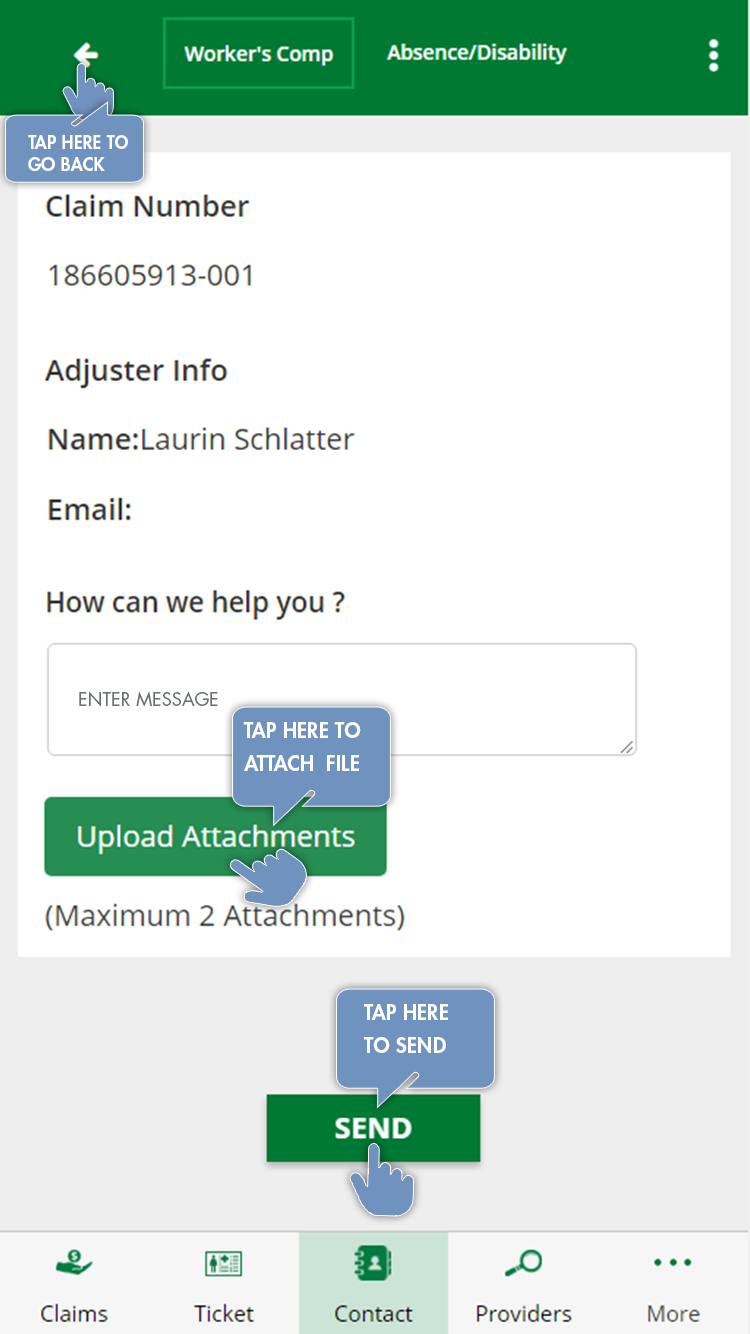 Worker's Comp
Absence/Disability
TAP HERE TO
GO BACK
Claim Number
186605913-001
Adjuster Info
Name:Laurin Schlatter
Email:
How can we help you ?
ENTER MESSAGE
TAP HERE TO
ATTACH FILE
Upload Attachments
(Maximum 2 Attachments)
TAP HERE
TO SEND
SEND
Claims
Ticket
Contact
Providers
More